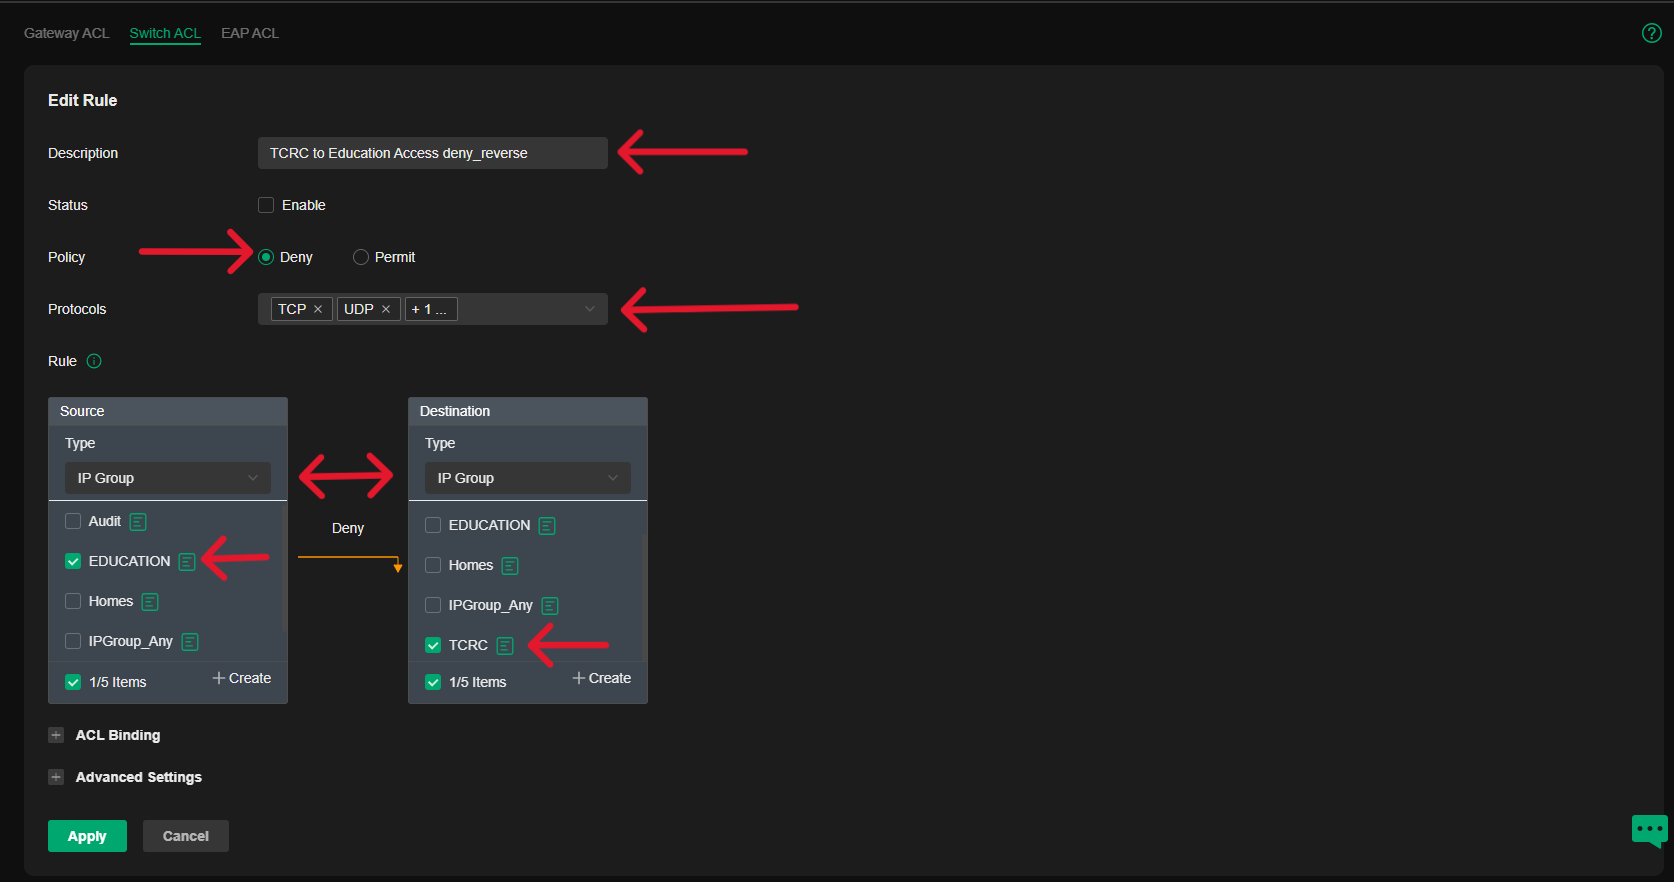 Gateway ACL Switch ACL EAP ACL
Edit Rule
Description TCRC to Education Access deny_reverse
Status Enable
Policy Deny Permit
Protocols TCP × UDP × + 1 ...
Rule
Source
Type
IP Group
Audit
EDUCATION
Homes
IPGroup_Any
1/5 Items + Create
Deny
Destination
Type
IP Group
EDUCATION
Homes
IPGroup_Any
TCRC
1/5 Items + Create
ACL Binding
Advanced Settings
Apply Cancel